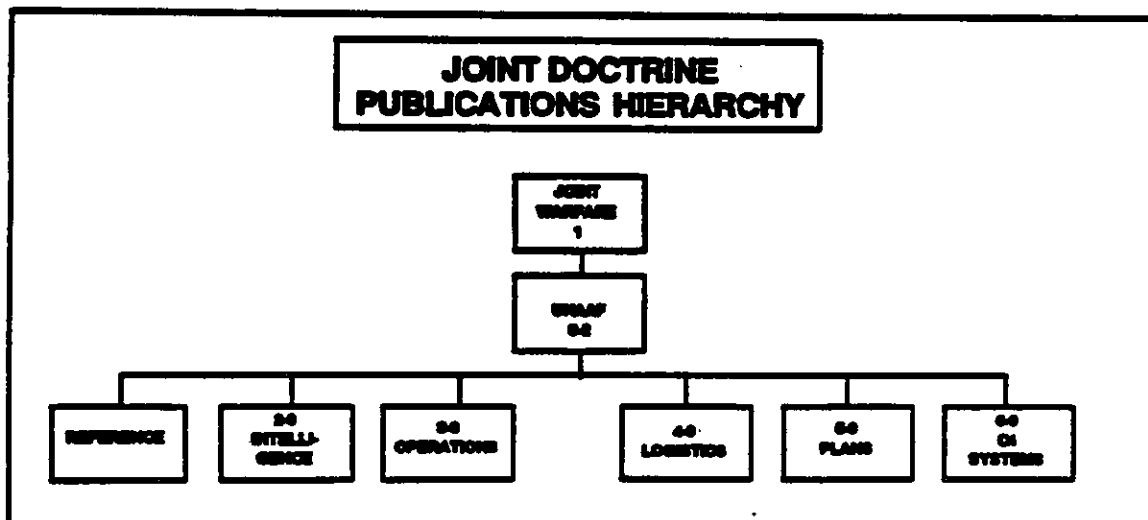 JOINT DOCTRINE
PUBLICATIONS HIERARCHY
JOINT
WARFARE
1
UNAAF
0-2
REFERENCE
2-0
INTELLI-
GENCE
3-0
OPERATIONS
4-0
LOGISTICS
5-0
PLANS
6-0
C4
SYSTEMS